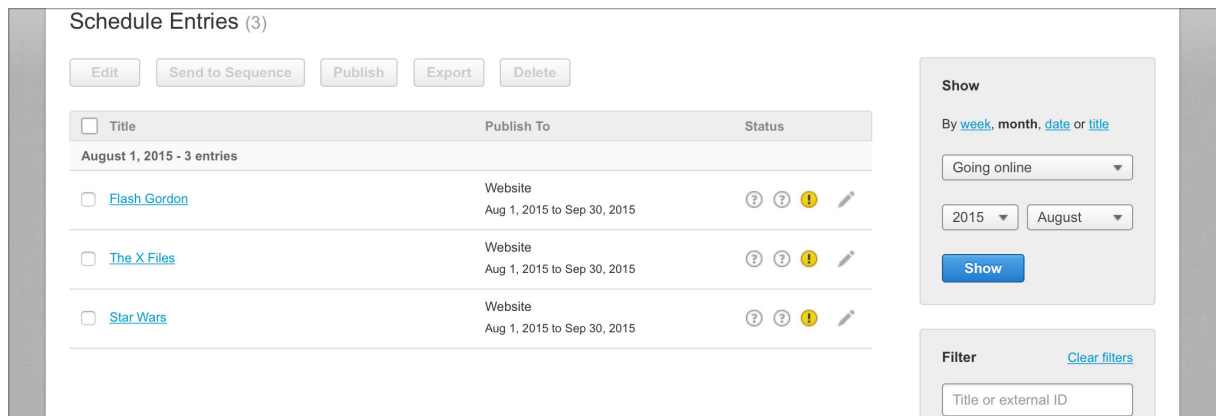 Schedule Entries (3)
Edit Send to Sequence Publish Export Delete
Title Publish To Status
August 1, 2015 - 3 entries
Flash Gordon
Website
Aug 1, 2015 to Sep 30, 2015
? ? !
The X Files
Website
Aug 1, 2015 to Sep 30, 2015
? ? !
Star Wars
Website
Aug 1, 2015 to Sep 30, 2015
? ? !
Show
By week, month, date or title
Going online
2015 August
Show
Filter Clear filters
Title or external ID